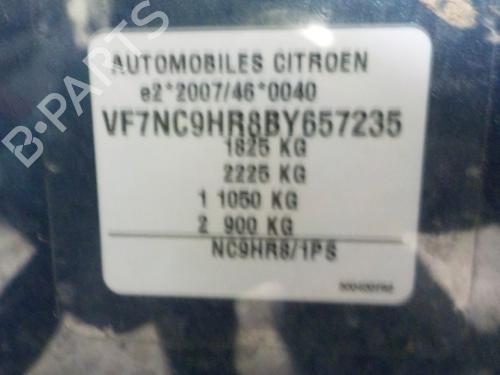 B-PARTS
AUTOMOBILES CITROEN
e2*2007/46*0040
VF7NC9HR8BY657235
1825 KG
2225 KG
1 1050 KG
2 900 KG
NC9HR8/1PS